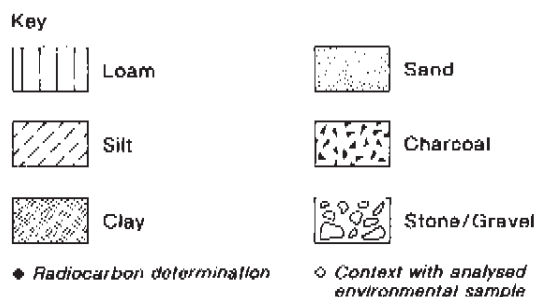 Key
Loam
Sand
Silt
Charcoal
Clay
Stone/Gravel
Radiocarbon determination
Context with analysed
environmental sample